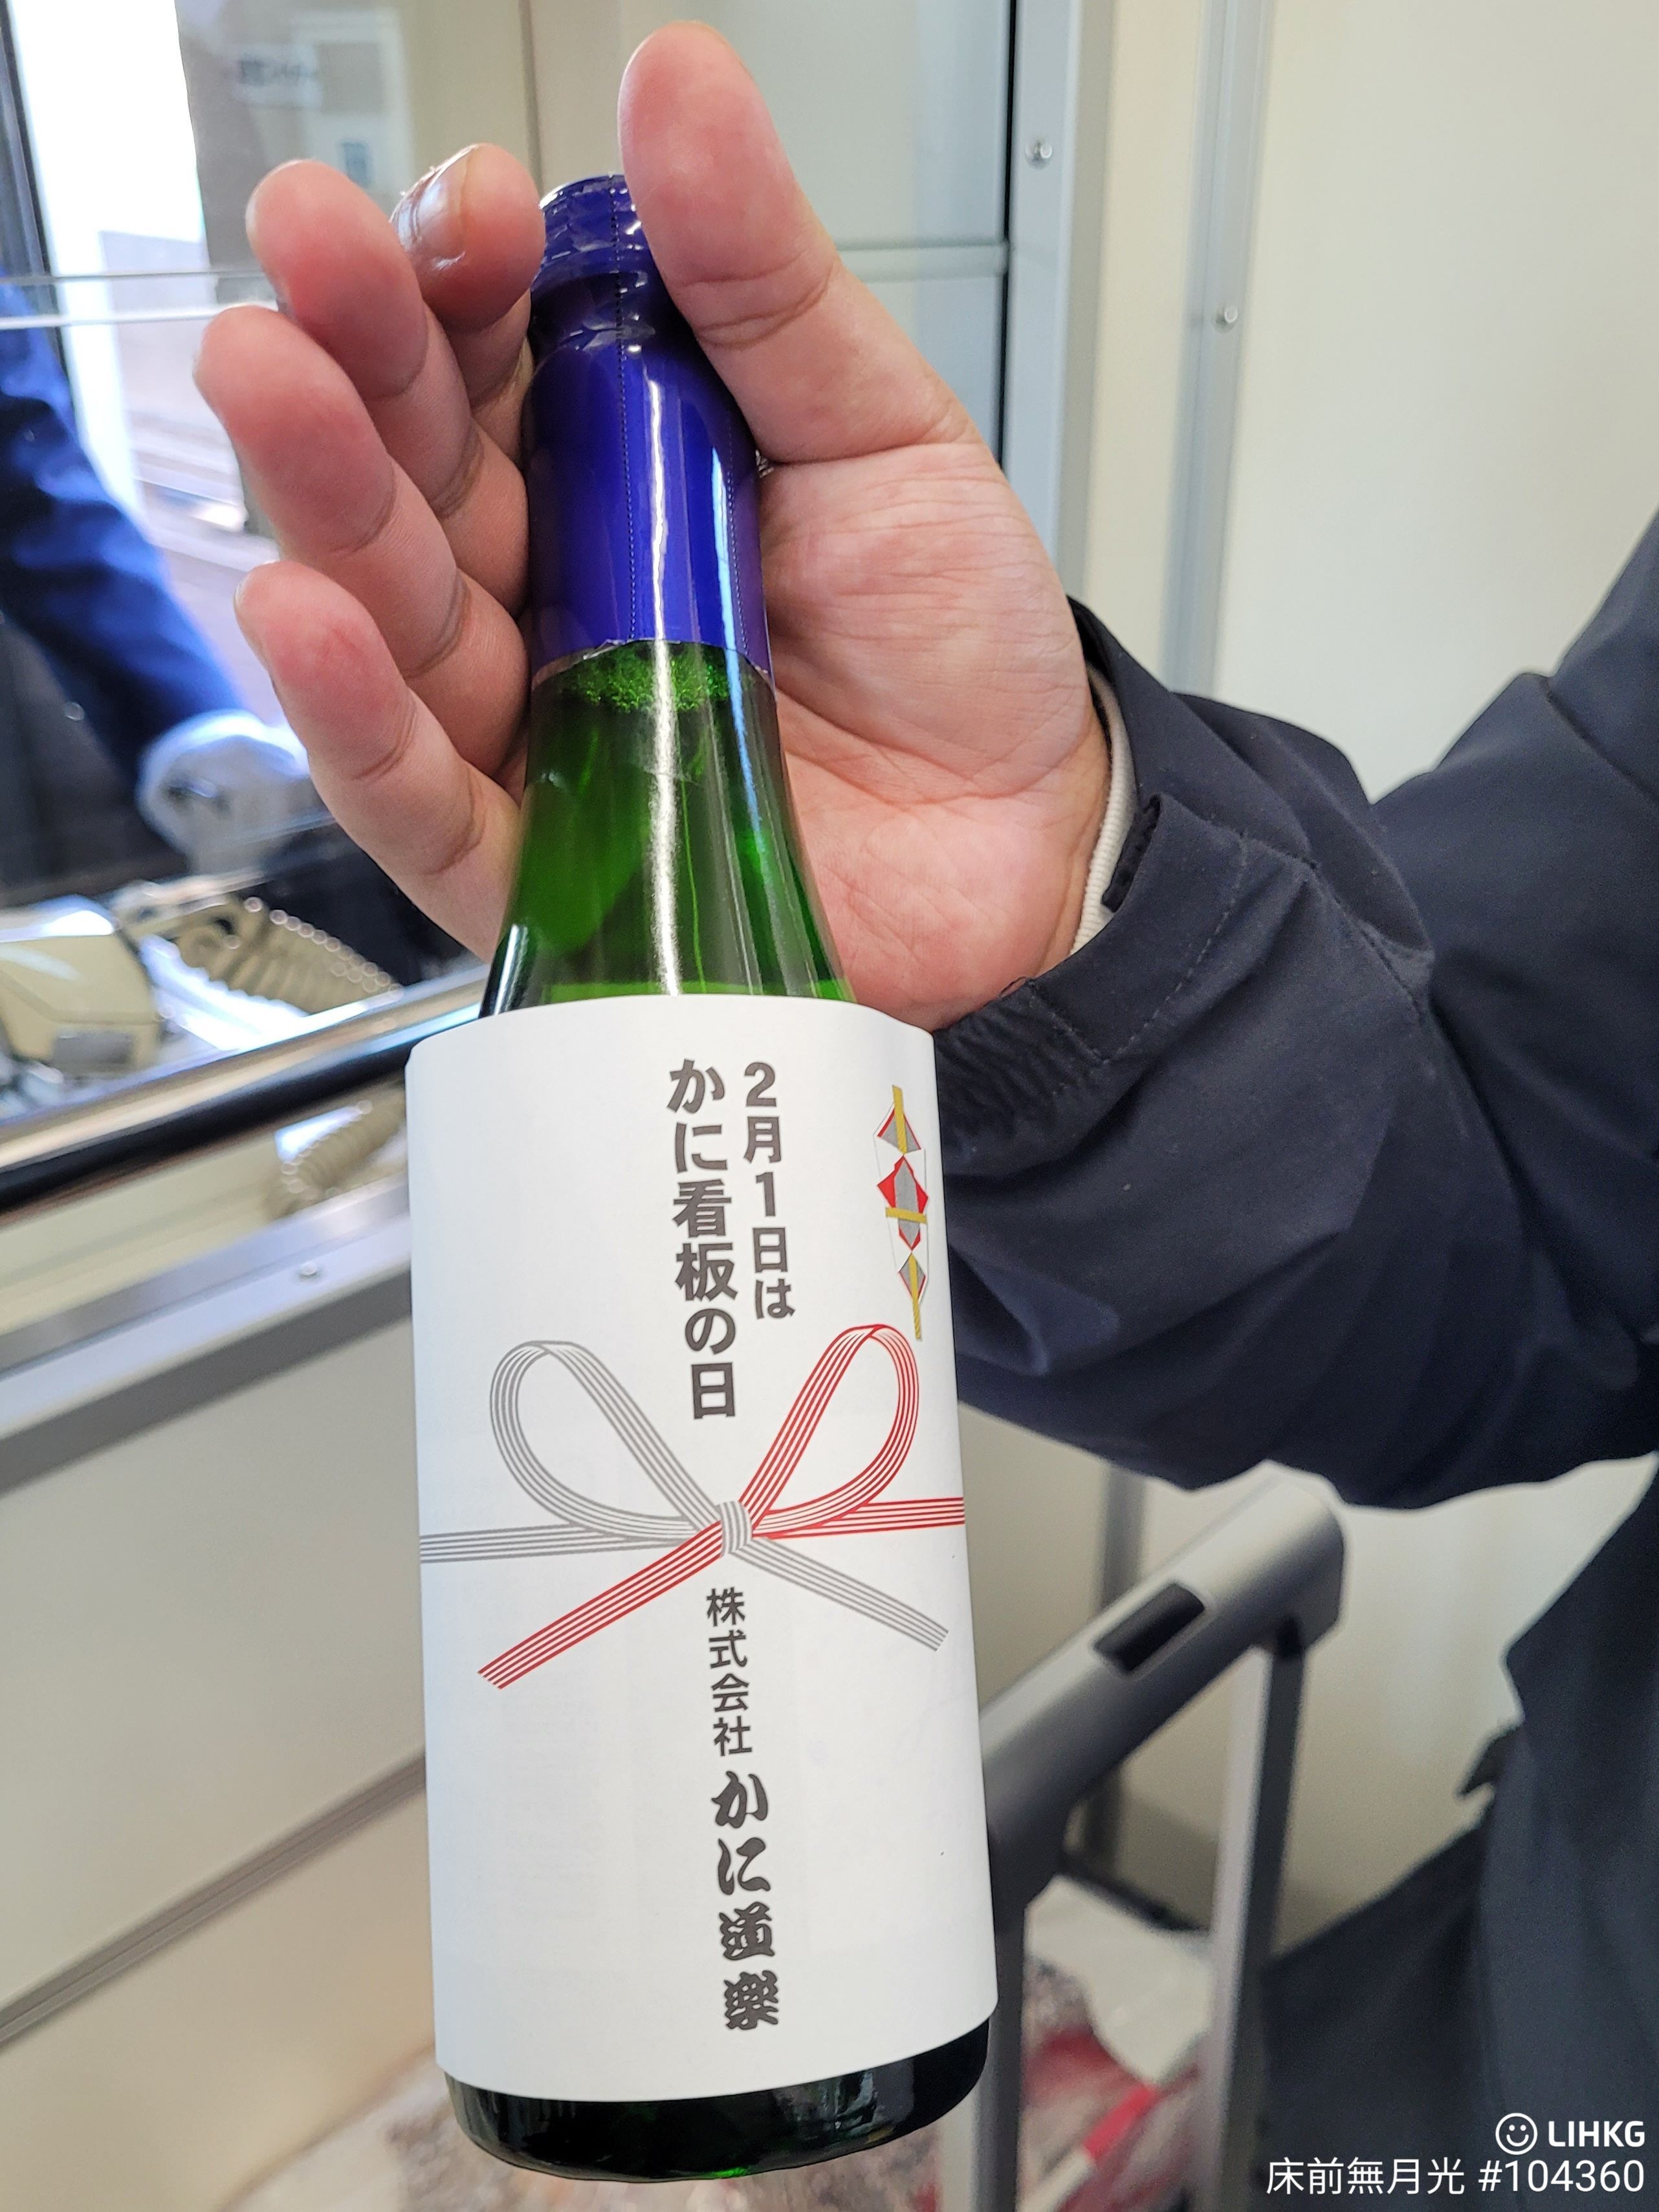 2月1日は
かに看板の日
株式会社 かに道楽
LIHKG
床前無月光 #104360